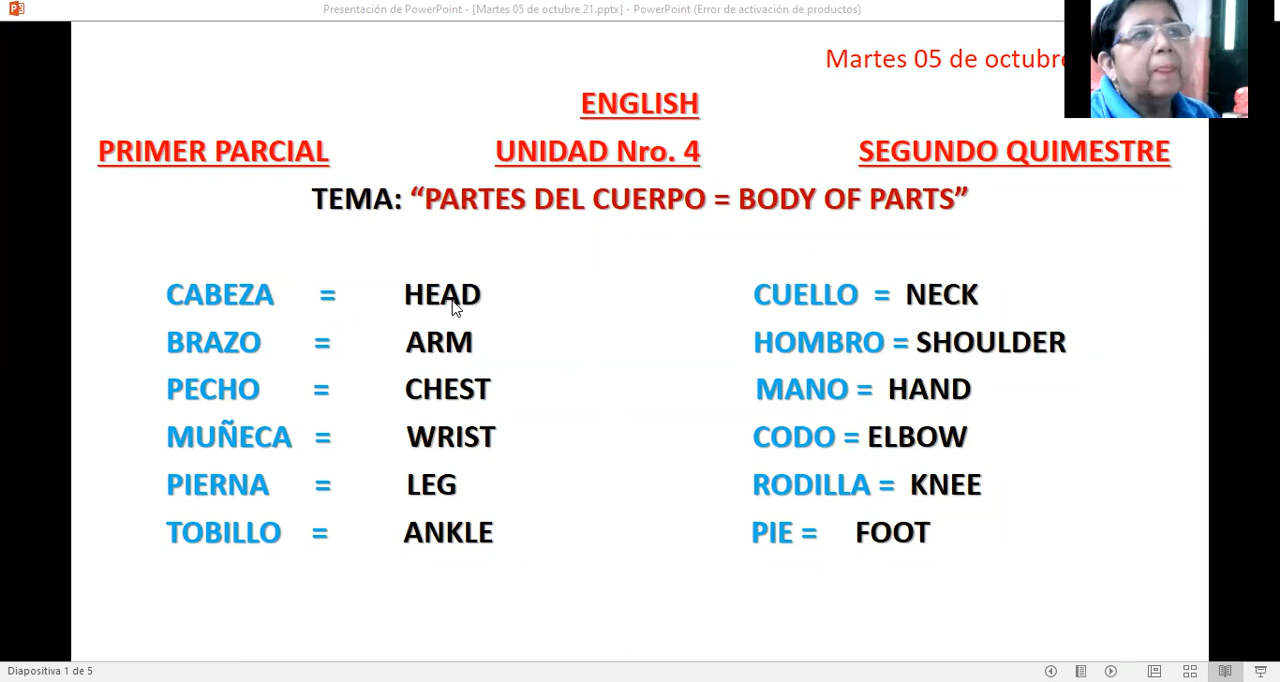 Presentación de PowerPoint - [Martes 05 de octubre 21.pptx] - PowerPoint (Error de activación de productos)
Martes 05 de octubre
ENGLISH
PRIMER PARCIAL UNIDAD Nro. 4 SEGUNDO QUIMESTRE
TEMA: “PARTES DEL CUERPO = BODY OF PARTS”
CABEZA = HEAD CUELLO = NECK
BRAZO = ARM HOMBRO = SHOULDER
PECHO = CHEST MANO = HAND
MUÑECA = WRIST CODO = ELBOW
PIERNA = LEG RODILLA = KNEE
TOBILLO = ANKLE PIE = FOOT
Diapositiva 1 de 5